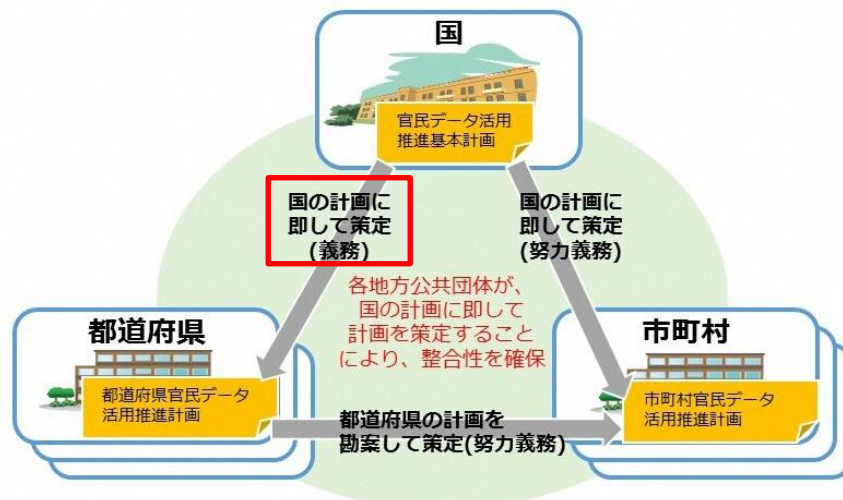 国
官民データ活用
推進基本計画
国の計画に
即して策定
(義務)
国の計画に
即して策定
(努力義務)
各地方公共団体が、
国の計画に即して
計画を策定すること
により、整合性を確保
都道府県
都道府県官民データ
活用推進計画
市町村
市町村官民データ
活用推進計画
都道府県の計画を
勘案して策定(努力義務)